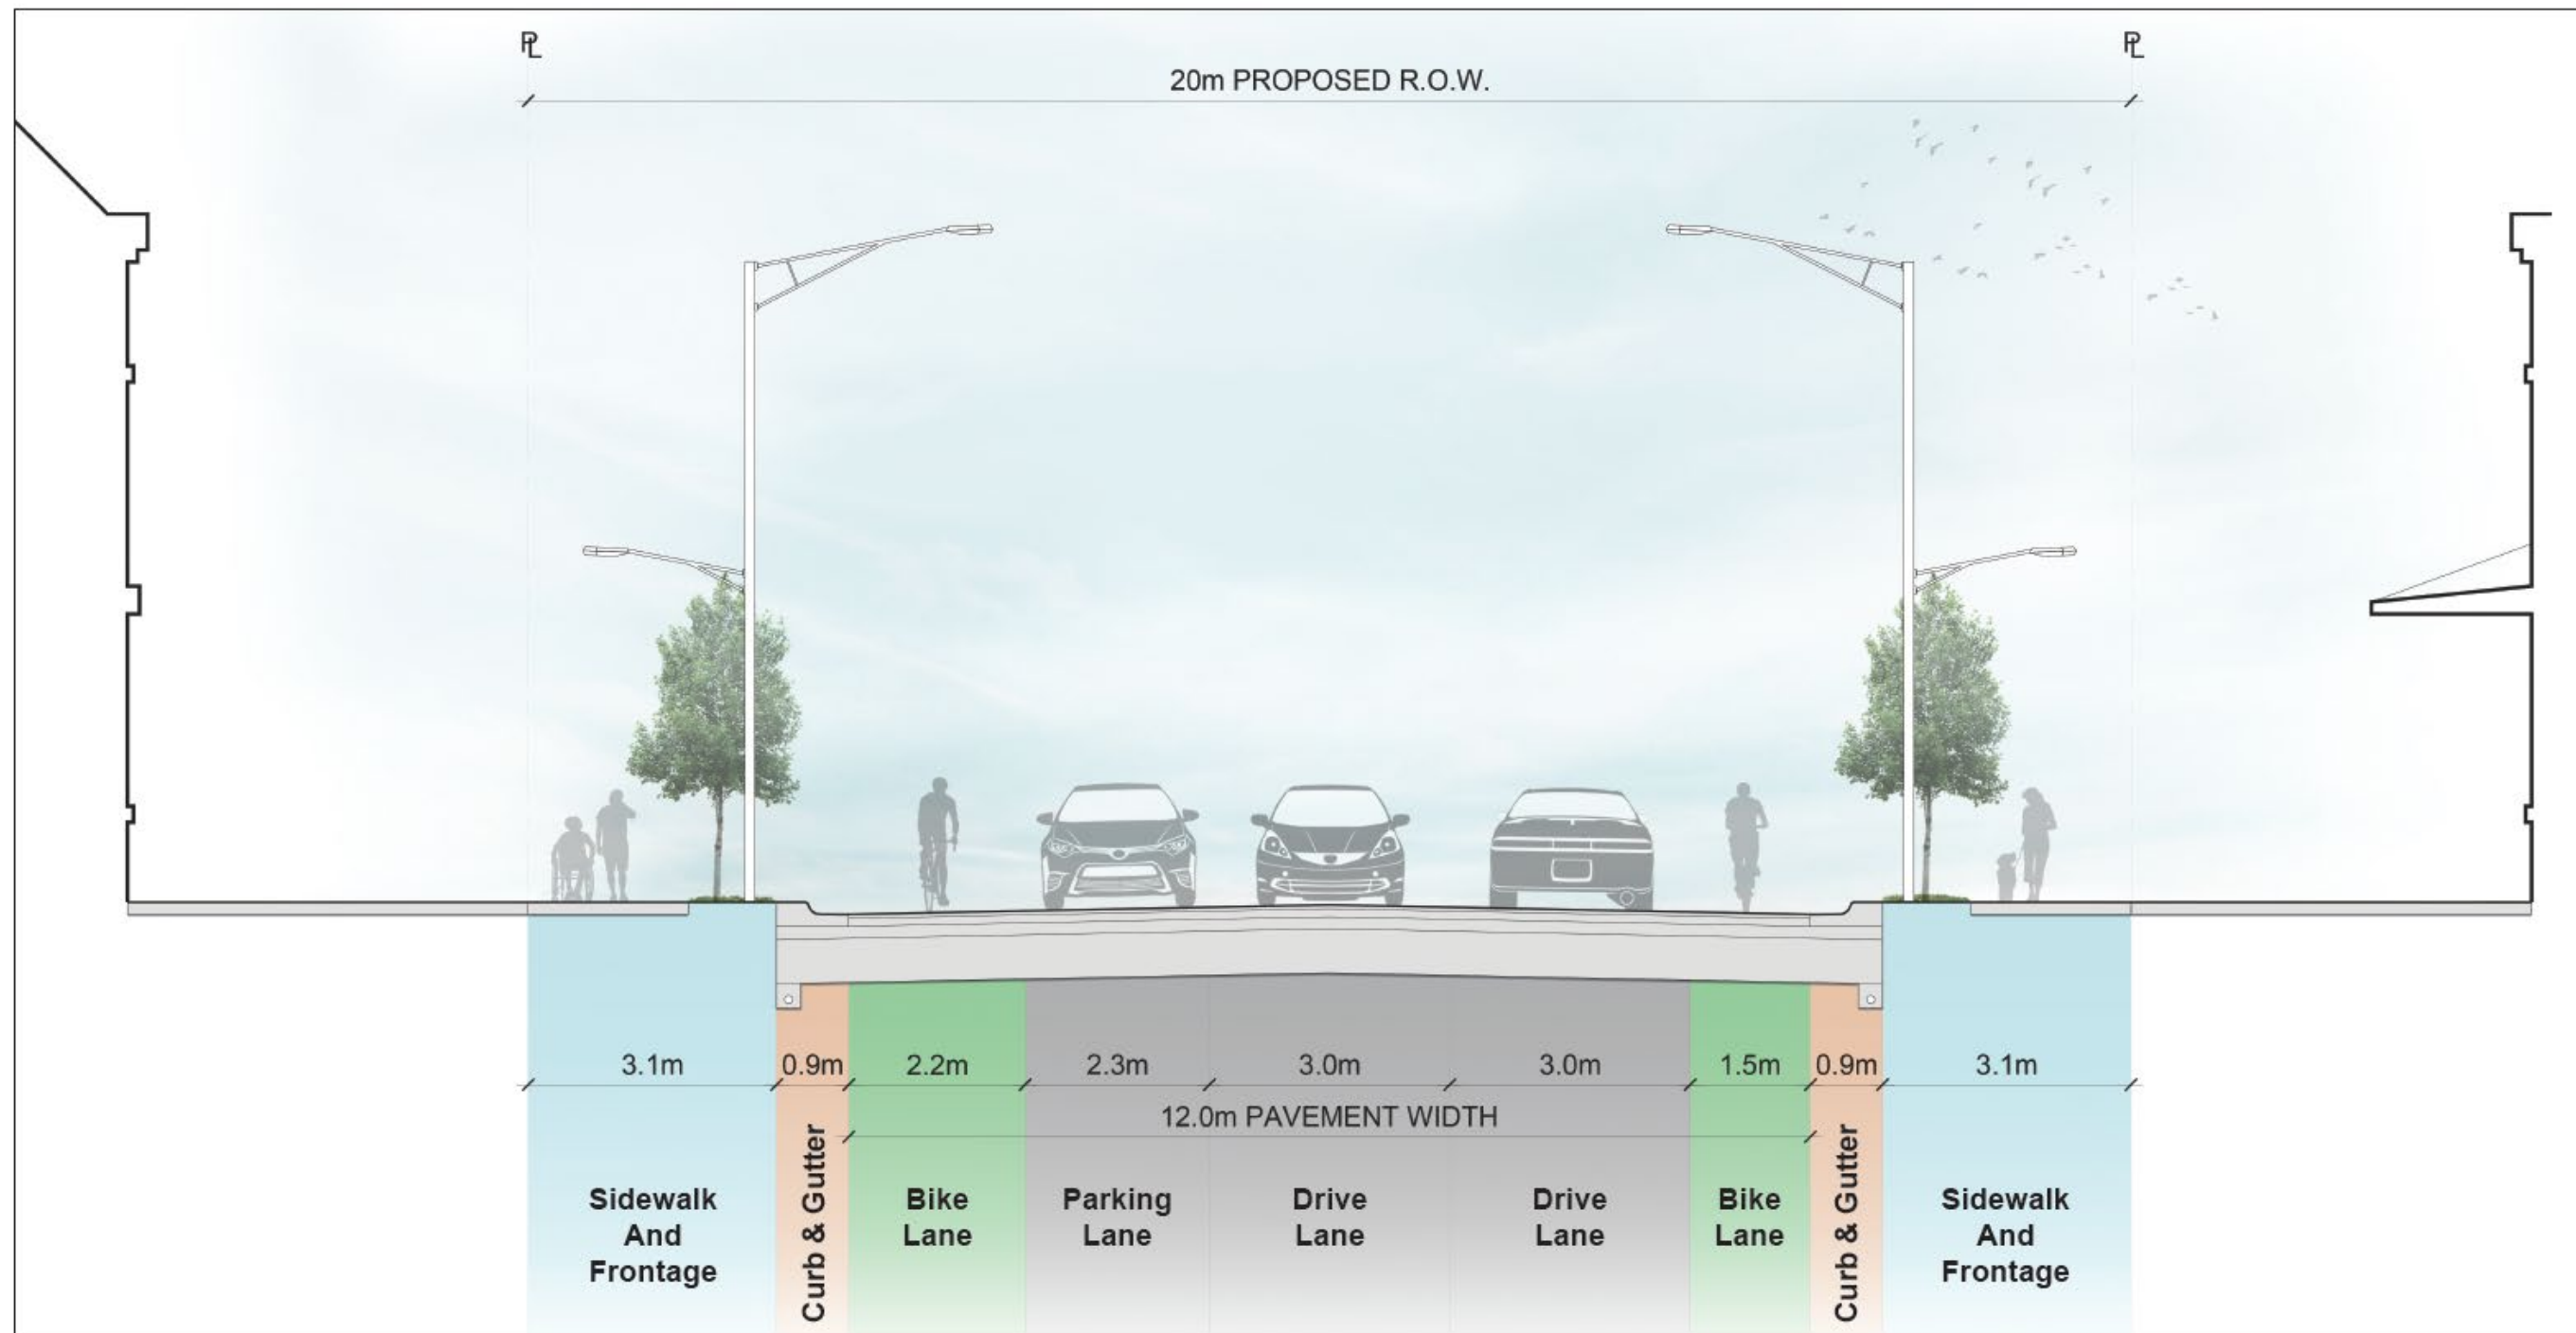 PL
PL
20m PROPOSED R.O.W.
3.1m
0.9m
2.2m
2.3m
3.0m
3.0m
1.5m
0.9m
3.1m
12.0m PAVEMENT WIDTH
Sidewalk
And
Frontage
Curb & Gutter
Bike
Lane
Parking
Lane
Drive
Lane
Drive
Lane
Bike
Lane
Curb & Gutter
Sidewalk
And
Frontage